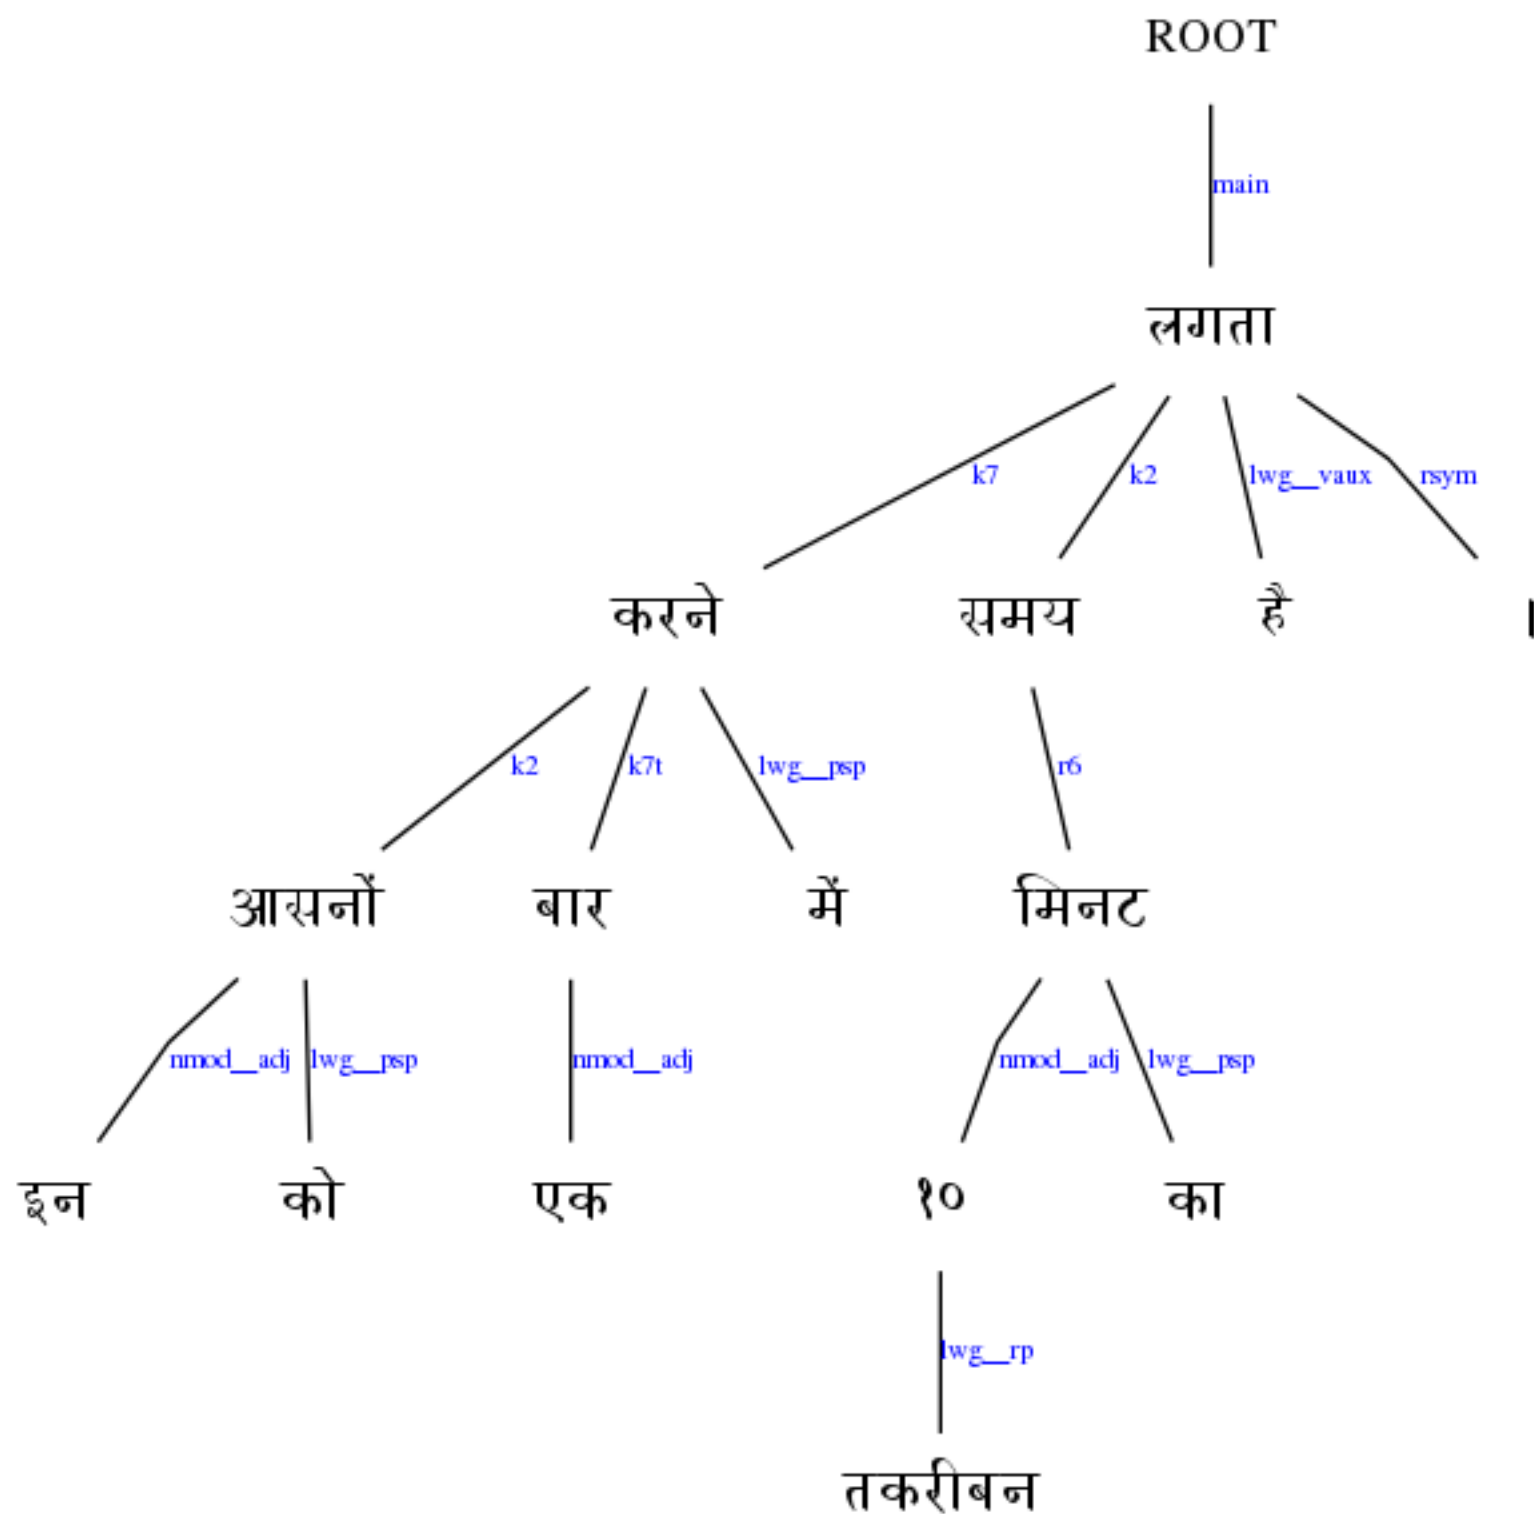 ROOT
main
लगता
k7 k2 lwg__vaux rsym
करने समय है ।
k2 k7t lwg__psp r6
आसनों बार में मिनट
nmod__adj lwg__psp nmod__adj nmod__adj lwg__psp
इन को एक १० का
lwg__rp
तकरीबन